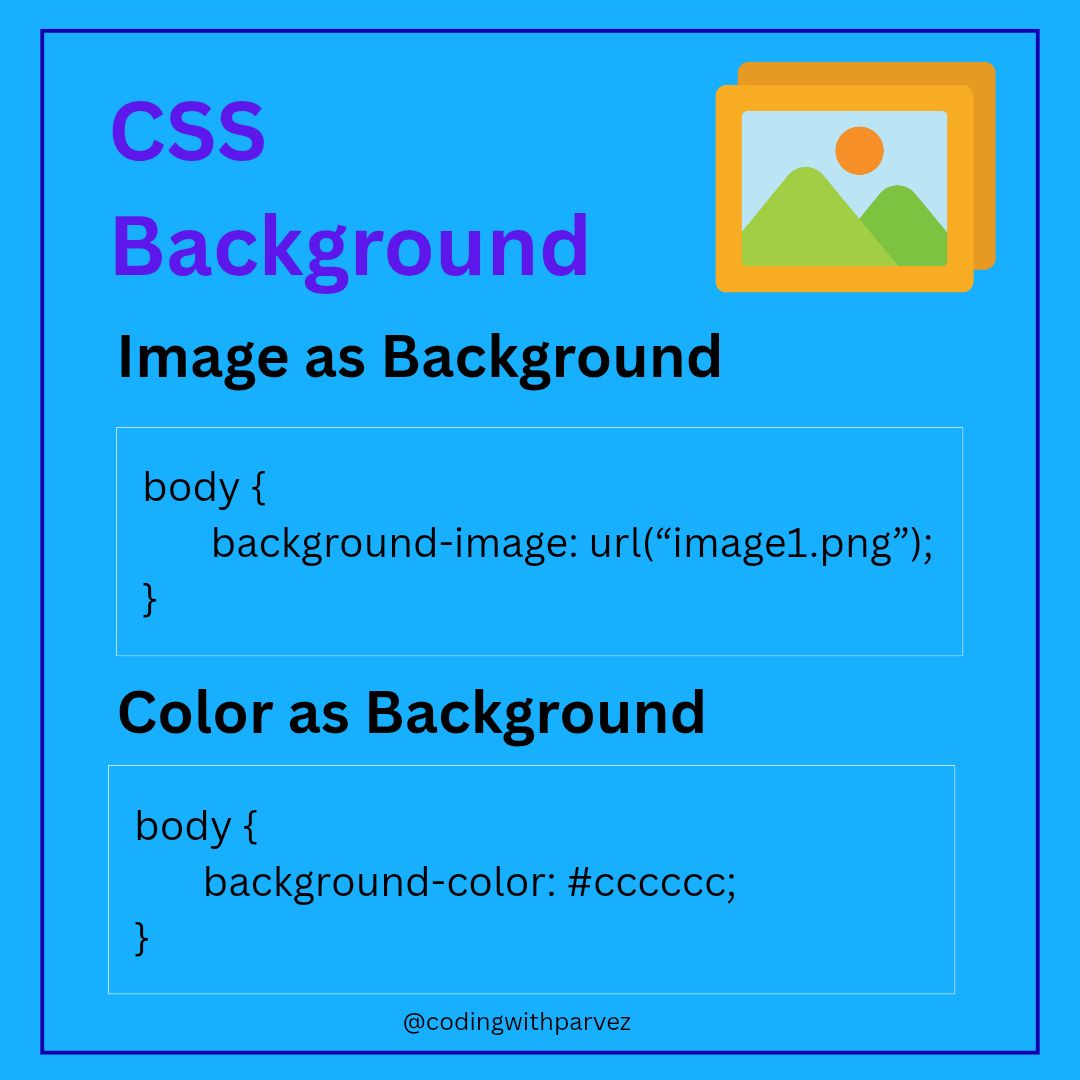 CSS
Background
Image as Background
body {
background-image: url(“image1.png”);
}
Color as Background
body {
background-color: #cccccc;
}
@codingwithparvez